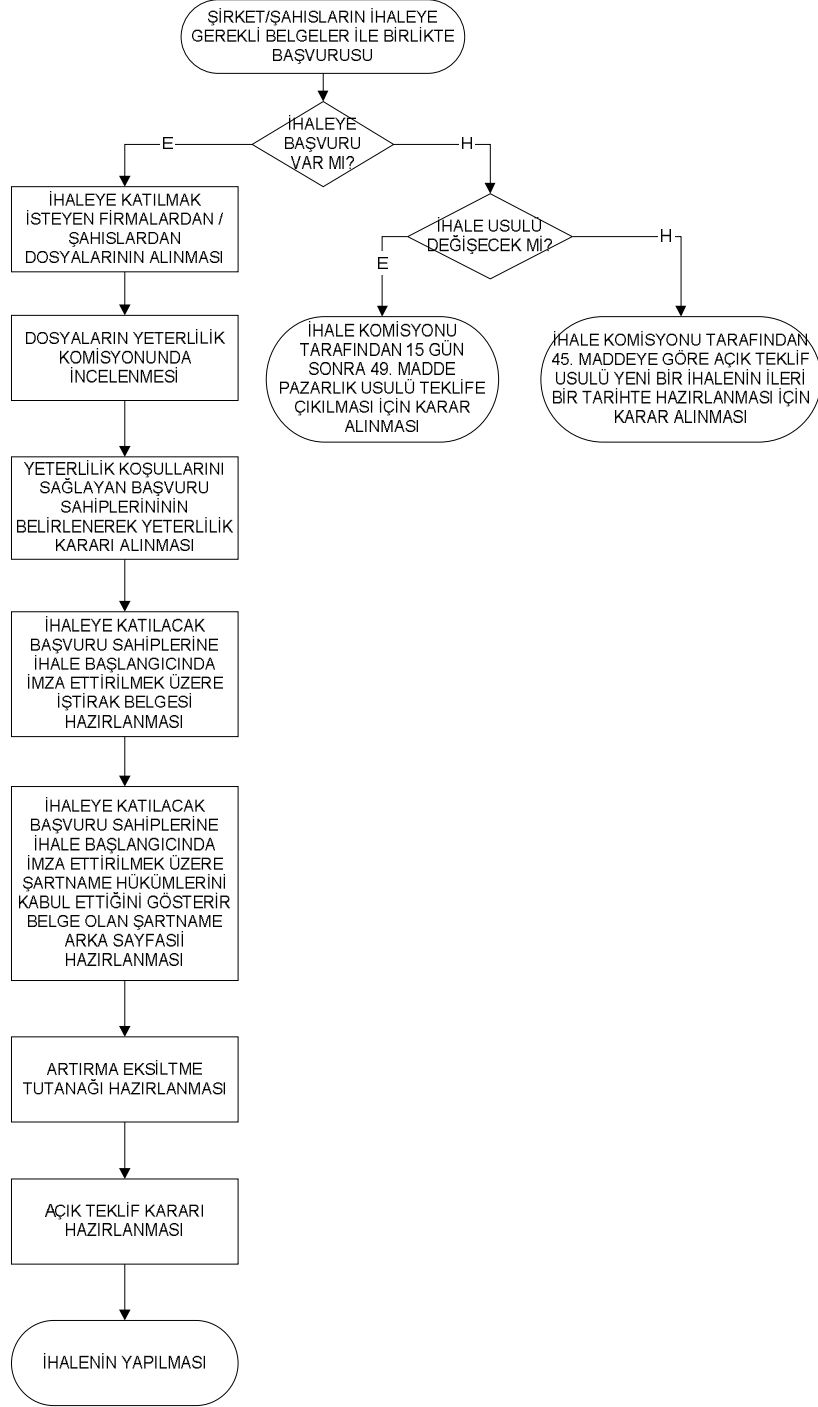 ŞİRKET/ŞAHISLARIN İHALEYE
GEREKLİ BELGELER İLE BİRLİKTE
BAŞVURUSU
İHALEYE
BAŞVURU
VAR MI?
E
H
İHALEYE KATILMAK
İSTEYEN FİRMALARDAN /
ŞAHISLARDAN
DOSYALARININ ALINMASI
İHALE USULÜ
DEĞİŞECEK Mİ?
E
H
DOSYALARIN YETERLİLİK
KOMİSYONUNDA
İNCELENMESİ
İHALE KOMİSYONU
TARAFINDAN 15 GÜN
SONRA 49. MADDE
PAZARLIK USULÜ TEKLİFE
ÇIKILMASI İÇİN KARAR
ALINMASI
İHALE KOMİSYONU TARAFINDAN
45. MADDEYE GÖRE AÇIK TEKLİF
USULÜ YENİ BİR İHALENİN İLERİ
BİR TARİHTE HAZIRLANMASI İÇİN
KARAR ALINMASI
YETERLİLİK KOŞULLARINI
SAĞLAYAN BAŞVURU
SAHİPLERİNİNİN
BELİRLENEREK YETERLİLİK
KARARI ALINMASI
İHALEYE KATILACAK
BAŞVURU SAHİPLERİNE
İHALE BAŞLANGICINDA
İMZA ETTİRİLMEK ÜZERE
İŞTİRAK BELGESİ
HAZIRLANMASI
İHALEYE KATILACAK
BAŞVURU SAHİPLERİNE
İHALE BAŞLANGICINDA
İMZA ETTİRİLMEK ÜZERE
ŞARTNAME HÜKÜMLERİNİ
KABUL ETTİĞİNİ GÖSTERİR
BELGE OLAN ŞARTNAME
ARKA SAYFASIİ
HAZIRLANMASI
ARTIRMA EKSİLTME
TUTANAĞI HAZIRLANMASI
AÇIK TEKLİF KARARI
HAZIRLANMASI
İHALENİN YAPILMASI